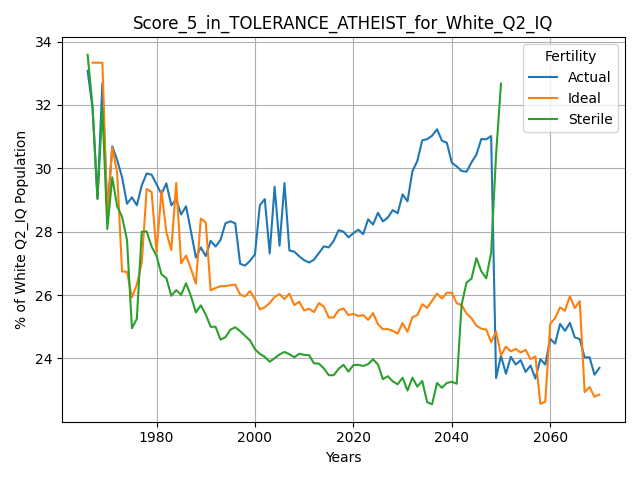 Score_5_in_TOLERANCE_ATHEIST_for_White_Q2_IQ
34
32
30
28
26
24
% of White Q2_IQ Population
Fertility
Actual
Ideal
Sterile
1980
2000
2020
2040
2060
Years